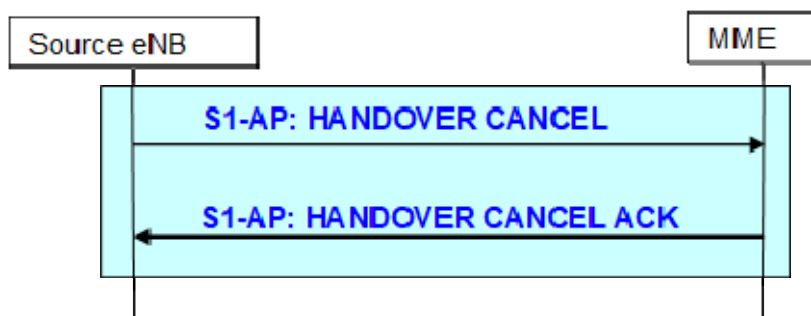 Source eNB
MME
S1-AP: HANDOVER CANCEL
S1-AP: HANDOVER CANCEL ACK